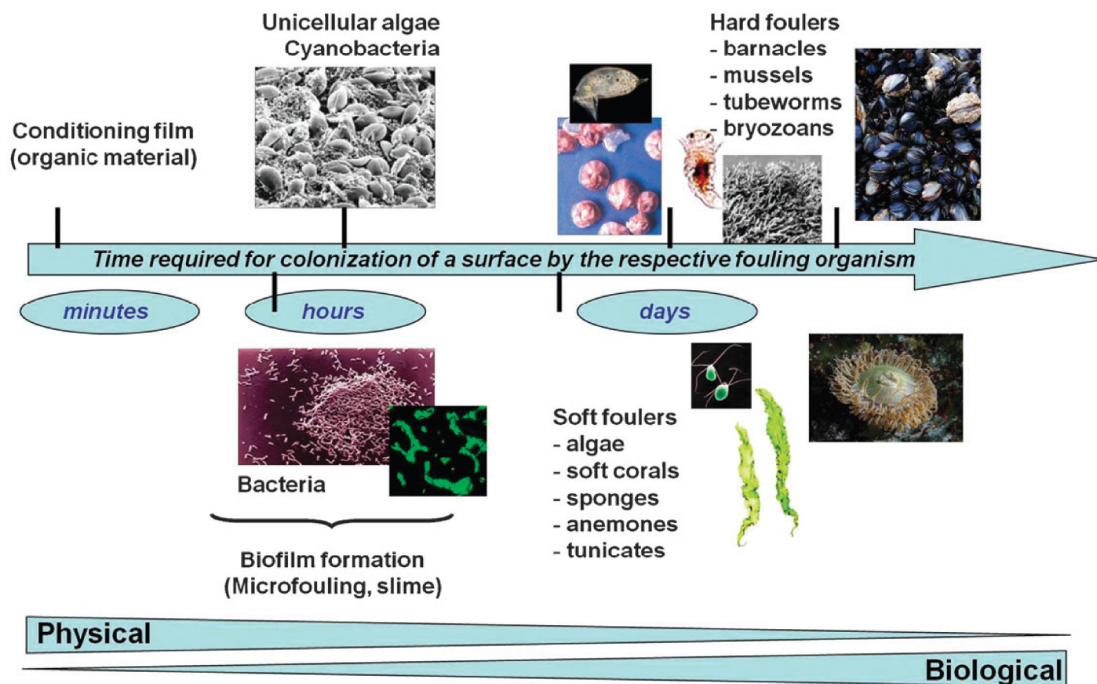 Unicellular algae
Cyanobacteria
Hard foulers
- barnacles
- mussels
- tubeworms
- bryozoans
Conditioning film
(organic material)
Time required for colonization of a surface by the respective fouling organism
minutes
hours
days
Bacteria
Biofilm formation
(Microfouling, slime)
Soft foulers
- algae
- soft corals
- sponges
- anemones
- tunicates
Physical
Biological